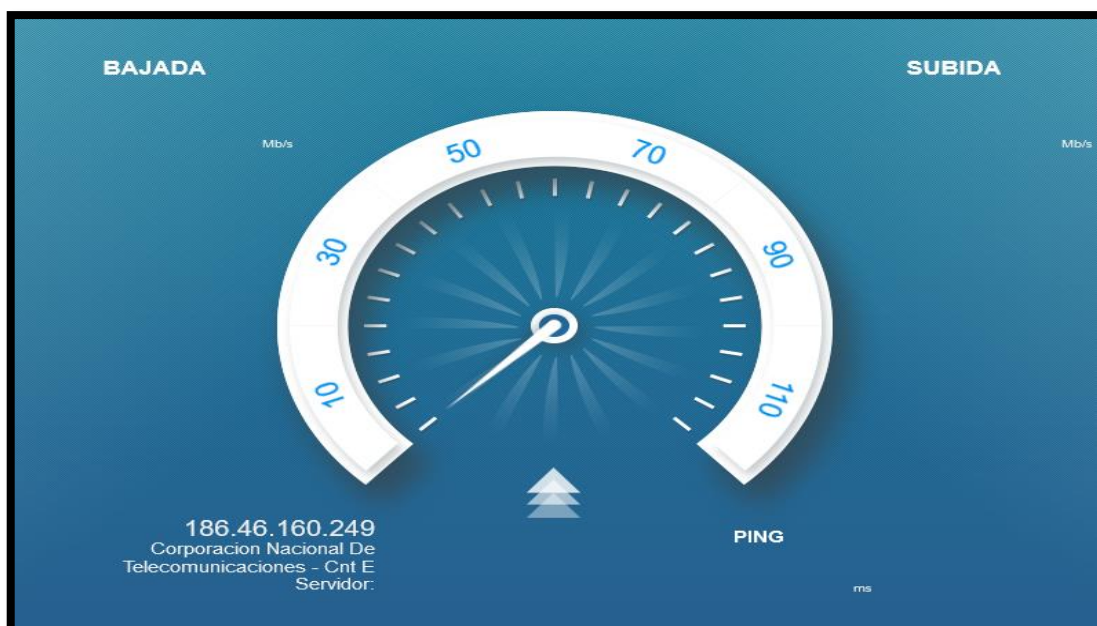 BAJADA
SUBIDA
Mb/s
Mb/s
10
30
50
70
90
110
186.46.160.249
Corporacion Nacional De
Telecomunicaciones - Cnt E
Servidor:
PING
ms